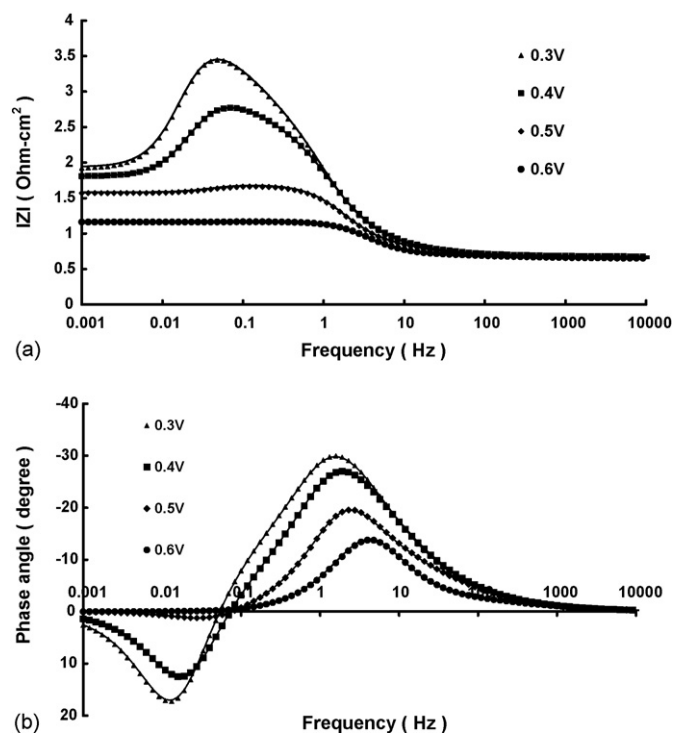 4
3.5
3
2.5
2
1.5
1
0.5
0
IZI ( Ohm-cm²)
0.3V
0.4V
0.5V
0.6V
0.001 0.01 0.1 1 10 100 1000 10000
Frequency ( Hz )
(a)
-40
-30
-20
-10
0
10
20
Phase angle ( degree)
0.3V
0.4V
0.5V
0.6V
0.001 0.01 0 1 10 100 1000 10000
Frequency ( Hz )
(b)